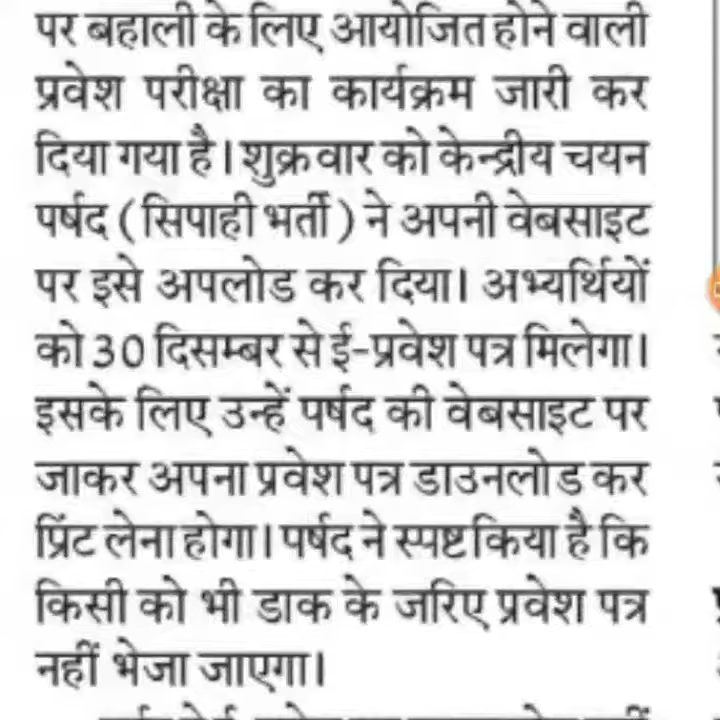 पर बहाली के लिए आयोजित होने वाली
प्रवेश परीक्षा का कार्यक्रम जारी कर
दिया गया है। शुक्रवार को केन्द्रीय चयन
पर्षद (सिपाही भर्ती) ने अपनी वेबसाइट
पर इसे अपलोड कर दिया। अभ्यर्थियों
को 30 दिसम्बर से ई-प्रवेश पत्र मिलेगा।
इसके लिए उन्हें पर्षद की वेबसाइट पर
जाकर अपना प्रवेश पत्र डाउनलोड कर
प्रिंट लेना होगा। पर्षद ने स्पष्ट किया है कि
किसी को भी डाक के जरिए प्रवेश पत्र
नहीं भेजा जाएगा।